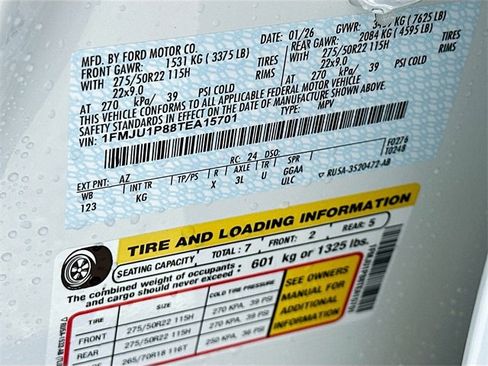 MFD. BY FORD MOTOR CO.
DATE: 01/26 GVWR: KG (7625 LB)
FRONT GAWR: 1531 KG (3375 LB) REAR GAWR: 2084 KG (4595 LB)
WITH 275/50R22 115H TIRES WITH 275/50R22 115H TIRES
22x9.0 RIMS 22x9.0 RIMS
AT 270 kPa/ 39 PSI COLD AT 270 kPa/ 39 PSI COLD
THIS VEHICLE CONFORMS TO ALL APPLICABLE FEDERAL MOTOR VEHICLE
SAFETY STANDARDS IN EFFECT ON THE DATE OF MANUFACTURE SHOWN ABOVE.
VIN: 1FMJU1P88TEA15701 TYPE: MPV
F0276
T0248
EXT PNT: AZ RC: 24 DSO:
WB INT TR TP/PS R AXLE TR SPR
123 KG X 3L U GGAA
ULC
RUSA-3520472-AB
TIRE AND LOADING INFORMATION
SEATING CAPACITY TOTAL: 7 FRONT: 2 REAR: 5
The combined weight of occupants and cargo should never exceed: 601 kg or 1325 lbs.
TIRE SIZE COLD TIRE PRESSURE
FRONT 275/50R22 115H 270 KPA, 39 PSI
REAR 275/50R22 115H 270 KPA, 39 PSI
265/70R18 116T
SEE OWNERS
MANUAL FOR
ADDITIONAL
INFORMATION